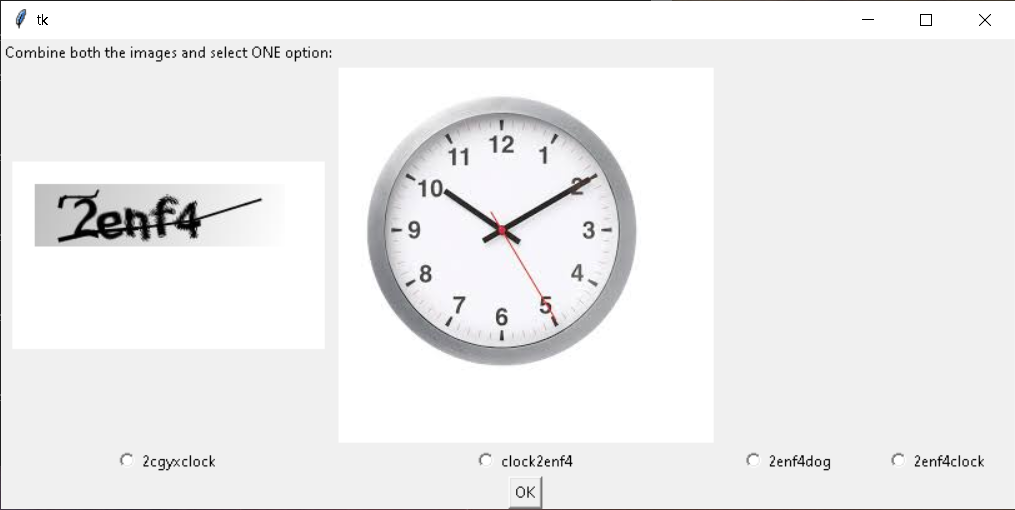 tk
Combine both the images and select ONE option:
2enf4
12
11 1
10 2
9 3
8 4
7 5
6
2cgyxclock clock2enf4 2enf4dog 2enf4clock
OK